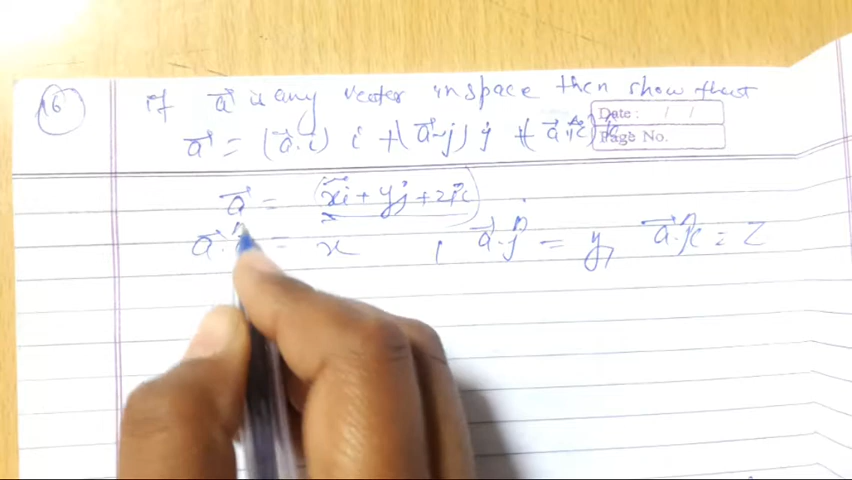 16 if a⃗ is any vector in space then show that
a⃗ = (a⃗.i) i + (a⃗.j) j + (a⃗.k̂) k
Date : / /
Page No.
a⃗ = (xi + yj + zk)
a⃗. = x , a⃗.ĵ = y, a⃗.k̂ = z